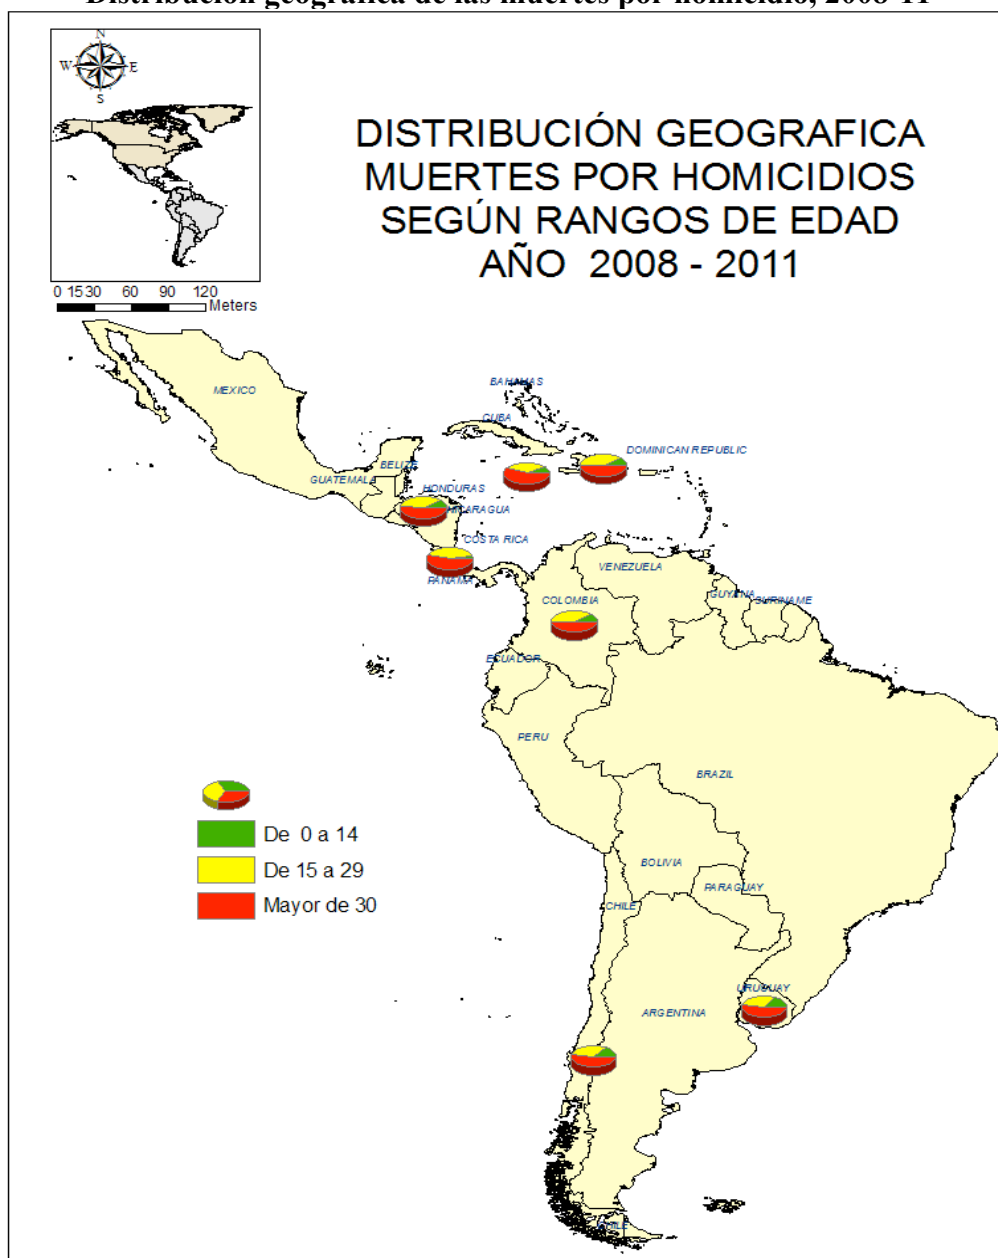 Distribución geográfica de las muertes por homicidio, 2008-11
N
W E
S
DISTRIBUCIÓN GEOGRAFICA
MUERTES POR HOMICIDIOS
SEGÚN RANGOS DE EDAD
AÑO 2008 - 2011
0 15 30 60 90 120
Meters
MEXICO
BAHAMAS
CUBA
DOMINICAN REPUBLIC
BELIZE
GUATEMALA
HONDURAS
NICARAGUA
COSTA RICA
PANAMA
VENEZUELA
GUYANA
SURINAME
COLOMBIA
ECUADOR
PERU
BRAZIL
De 0 a 14
De 15 a 29
Mayor de 30
BOLIVIA
PARAGUAY
CHILE
URUGUAY
ARGENTINA
CHILE